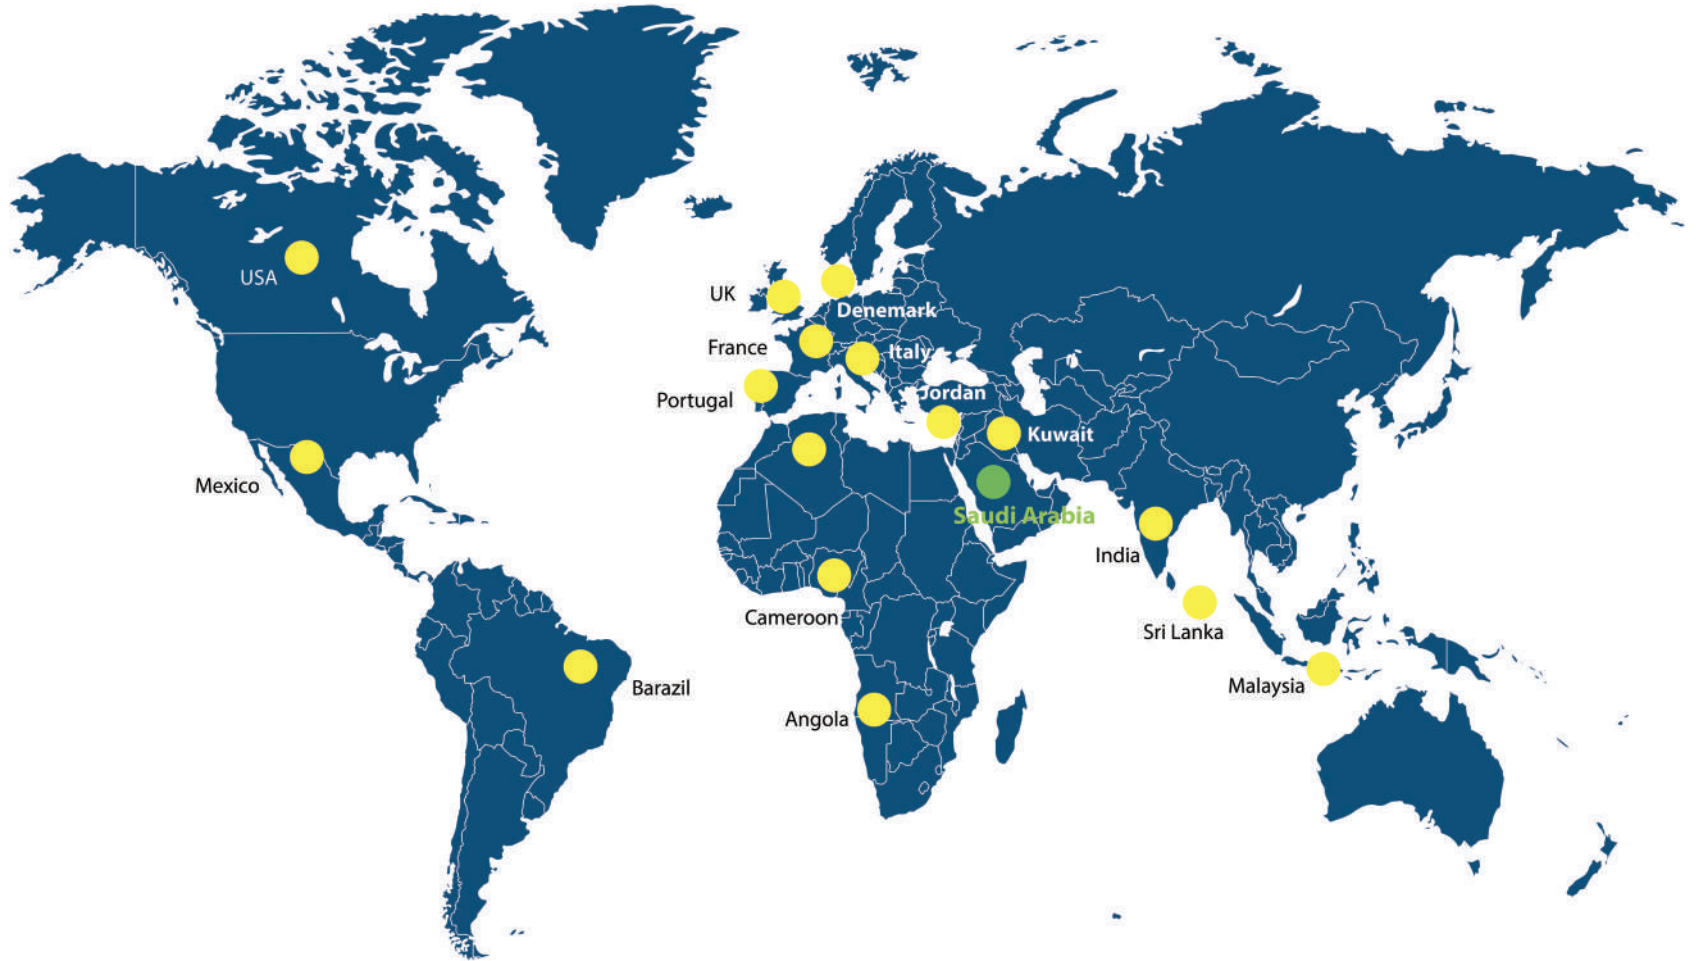 USA
UK
Denemark
France
Italy
Jordan
Portugal
Kuwait
Mexico
Saudi Arabia
India
Cameroon
Sri Lanka
Barazil
Malaysia
Angola